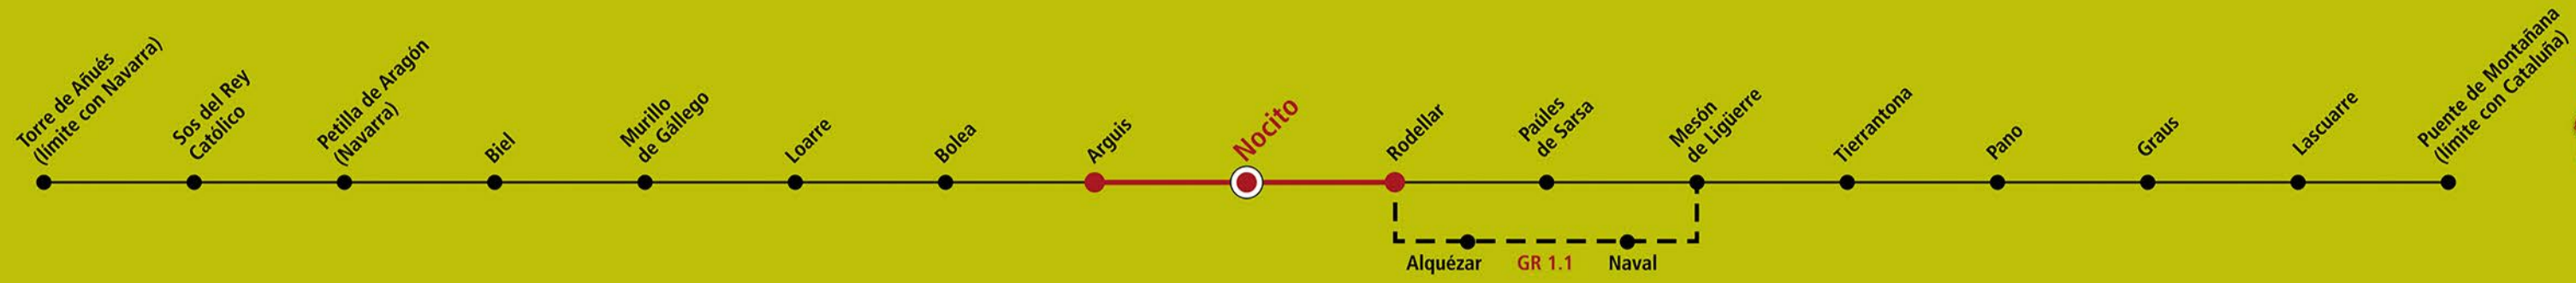 Torre de Añués
(límite con Navarra)
Sos del Rey
Católico
Petilla de Aragón
(Navarra)
Biel
Murillo
de Gállego
Loarre
Bolea
Arguis
Nocito
Rodellar
Paúles
de Sarsa
Mesón
de Ligüerre
Tierrantona
Pano
Graus
Lascuarre
Puente de Montañana
(límite con Cataluña)
Alquézar GR 1.1 Naval